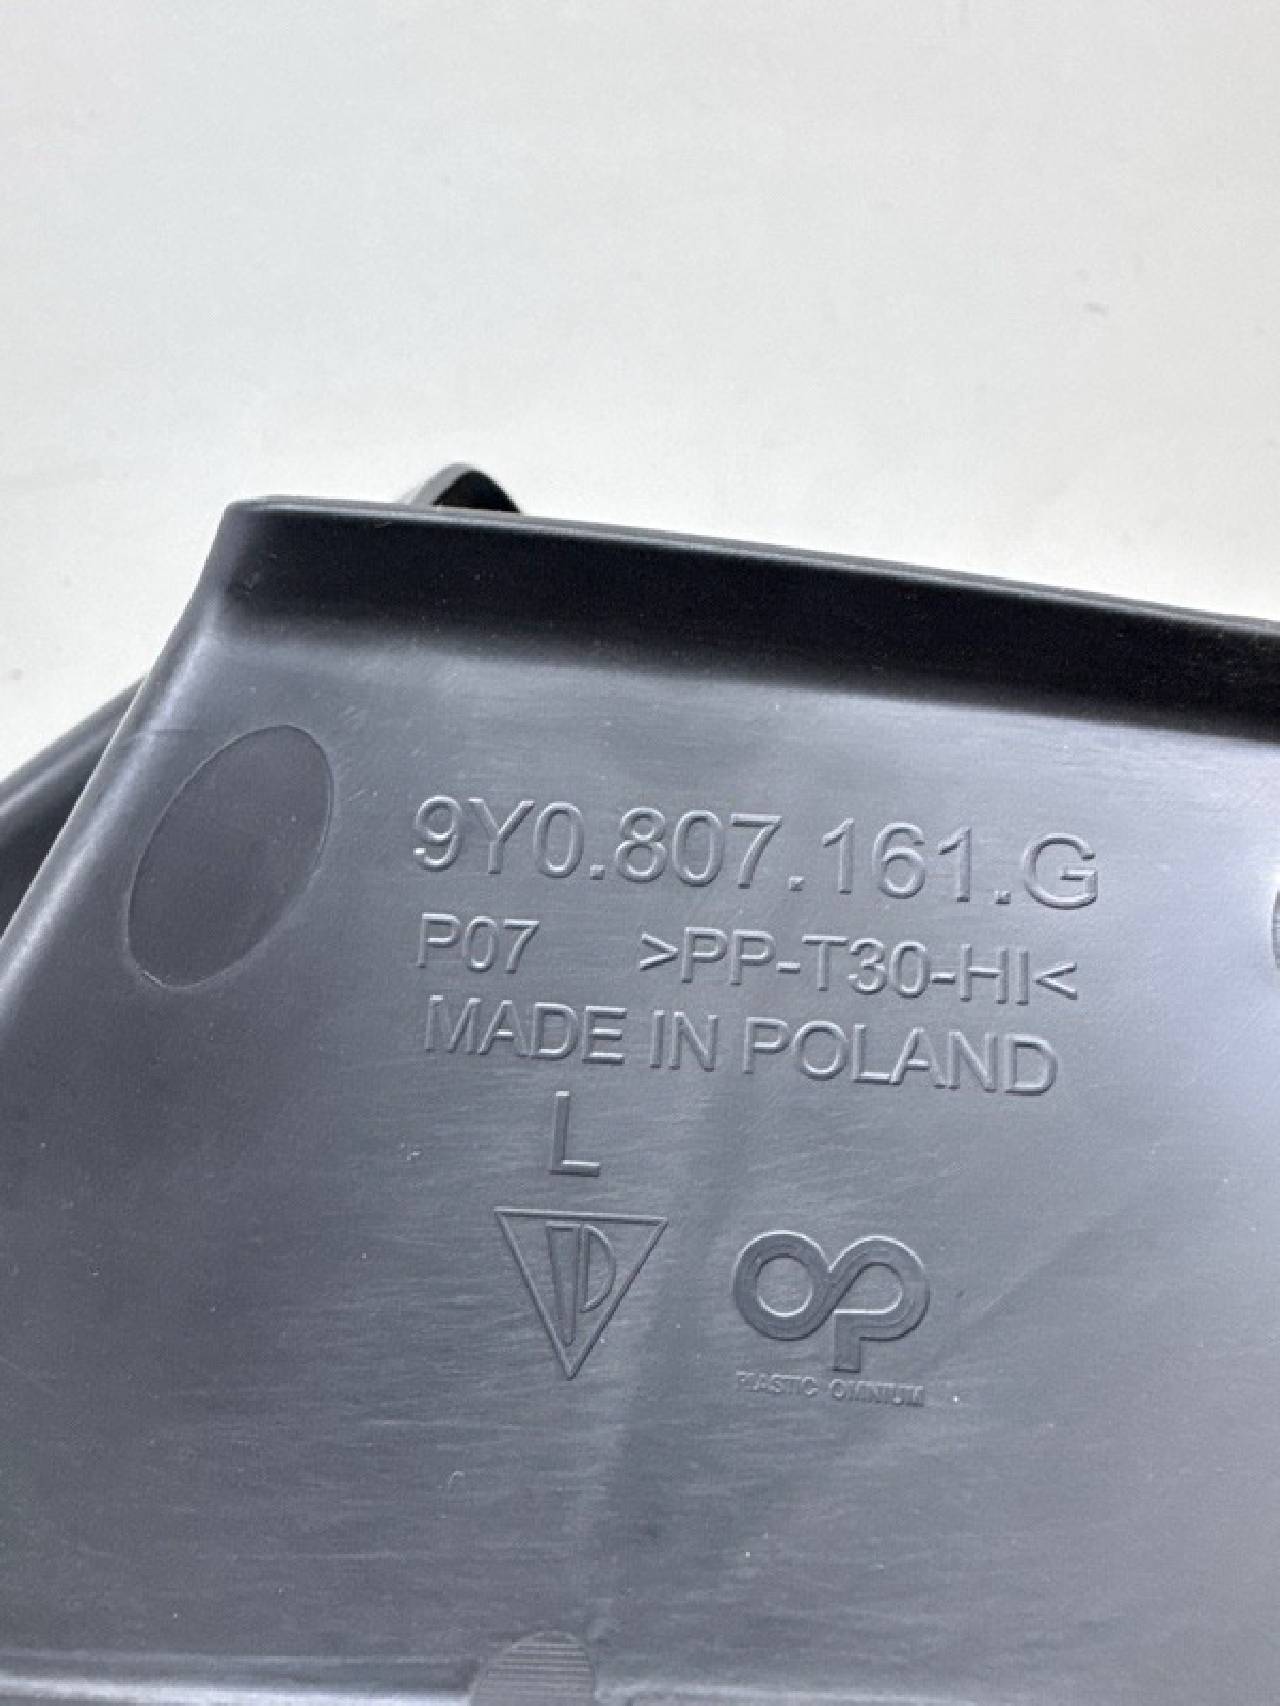 9Y0.807.161.G
P07 >PP-T30-HI<
MADE IN POLAND
L
PLASTIC OMNIUM